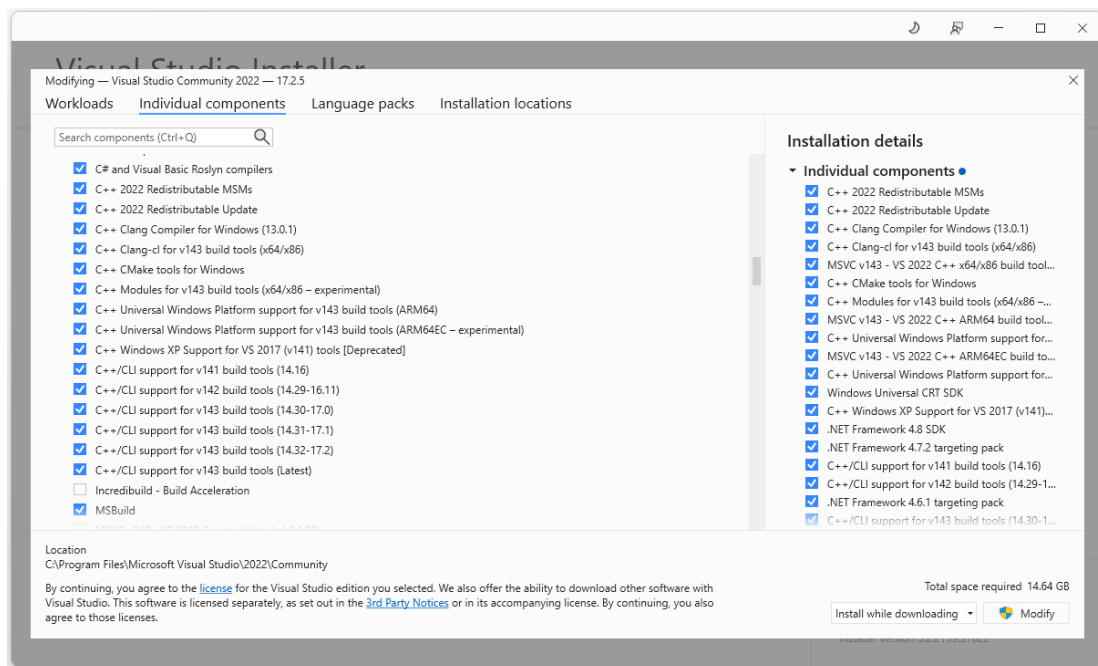 Visual Studio Installer
Modifying — Visual Studio Community 2022 — 17.2.5
Workloads
Individual components
Language packs
Installation locations
Search components (Ctrl+Q)
C# and Visual Basic Roslyn compilers
C++ 2022 Redistributable MSMs
C++ 2022 Redistributable Update
C++ Clang Compiler for Windows (13.0.1)
C++ Clang-cl for v143 build tools (x64/x86)
C++ CMake tools for Windows
C++ Modules for v143 build tools (x64/x86 – experimental)
C++ Universal Windows Platform support for v143 build tools (ARM64)
C++ Universal Windows Platform support for v143 build tools (ARM64EC – experimental)
C++ Windows XP Support for VS 2017 (v141) tools [Deprecated]
C++/CLI support for v141 build tools (14.16)
C++/CLI support for v142 build tools (14.29-16.11)
C++/CLI support for v143 build tools (14.30-17.0)
C++/CLI support for v143 build tools (14.31-17.1)
C++/CLI support for v143 build tools (14.32-17.2)
C++/CLI support for v143 build tools (Latest)
Incredibuild - Build Acceleration
MSBuild
Installation details
Individual components
C++ 2022 Redistributable MSMs
C++ 2022 Redistributable Update
C++ Clang Compiler for Windows (13.0.1)
C++ Clang-cl for v143 build tools (x64/x86)
MSVC v143 - VS 2022 C++ x64/x86 build tool...
C++ CMake tools for Windows
C++ Modules for v143 build tools (x64/x86 –...
MSVC v143 - VS 2022 C++ ARM64 build tool...
C++ Universal Windows Platform support for...
MSVC v143 - VS 2022 C++ ARM64EC build to...
C++ Universal Windows Platform support for...
Windows Universal CRT SDK
C++ Windows XP Support for VS 2017 (v141)...
.NET Framework 4.8 SDK
.NET Framework 4.7.2 targeting pack
C++/CLI support for v141 build tools (14.16)
C++/CLI support for v142 build tools (14.29-1...
.NET Framework 4.6.1 targeting pack
C++/CLI support for v143 build tools (14.30-1...
Location
C:\Program Files\Microsoft Visual Studio\2022\Community
By continuing, you agree to the license for the Visual Studio edition you selected. We also offer the ability to download other software with
Visual Studio. This software is licensed separately, as set out in the 3rd Party Notices or in its accompanying license. By continuing, you also
agree to those licenses.
Total space required 14.64 GB
Install while downloading
Modify